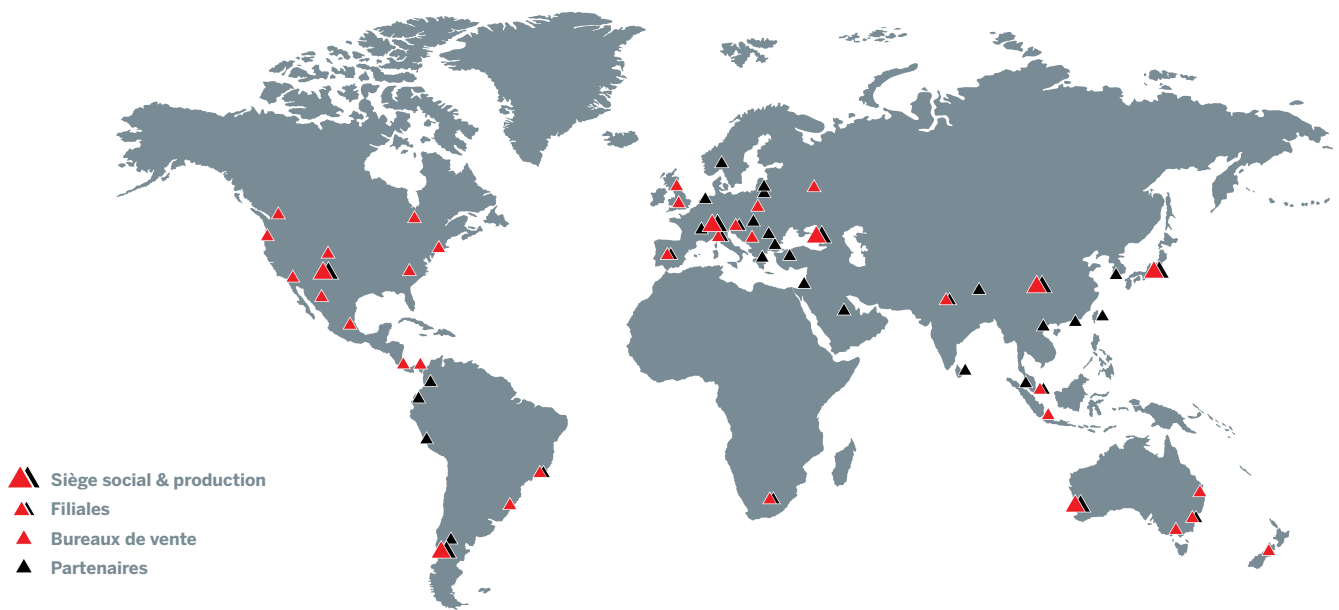 Siège social & production
Filiales
Bureaux de vente
Partenaires